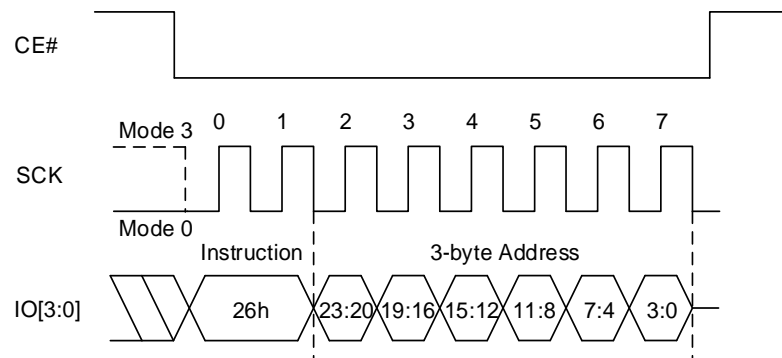 CE#
Mode 3
0 1 2 3 4 5 6 7
SCK
Mode 0
Instruction 3-byte Address
IO[3:0] 26h 23:20 19:16 15:12 11:8 7:4 3:0